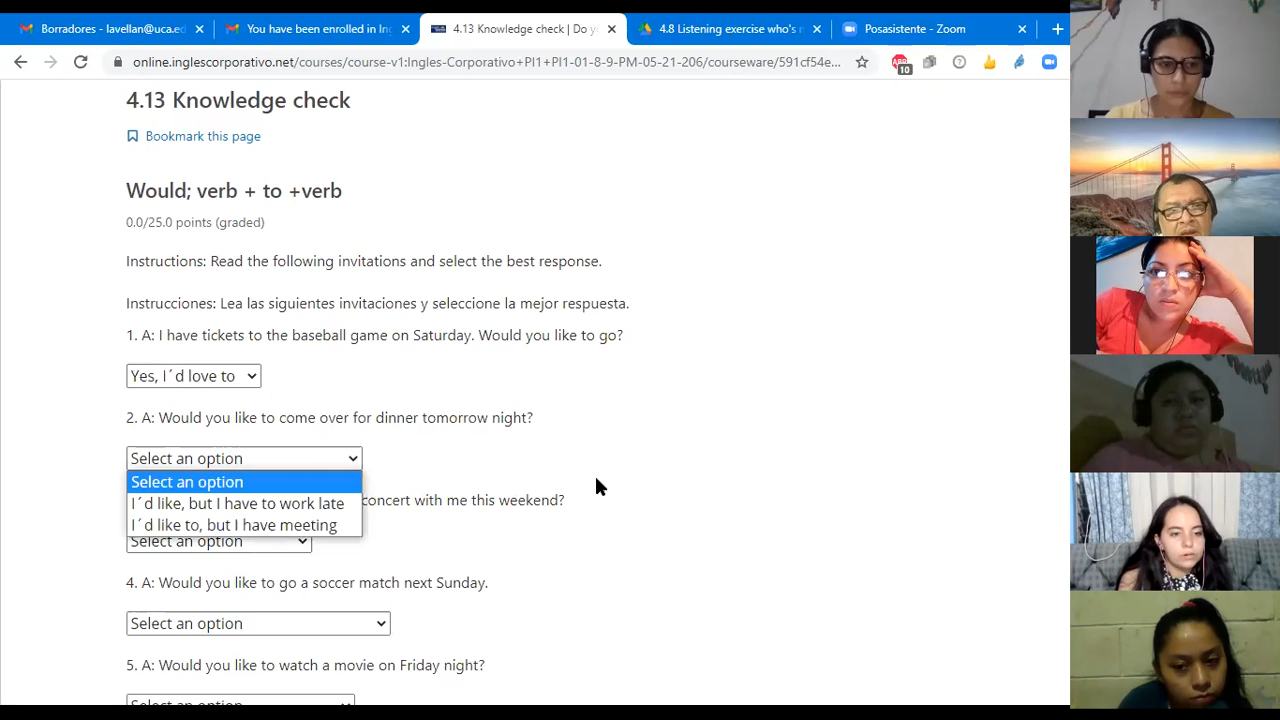 Borradores - lavellan@uca.ed
You have been enrolled in Ing
4.13 Knowledge check | Do yo
4.8 Listening exercise who's n
Posasistente - Zoom
online.inglescorporativo.net/courses/course-v1:Ingles-Corporativo+PI1+PI1-01-8-9-PM-05-21-206/courseware/591cf54e...
10
4.13 Knowledge check
Bookmark this page
Would; verb + to +verb
0.0/25.0 points (graded)
Instructions: Read the following invitations and select the best response.
Instrucciones: Lea las siguientes invitaciones y seleccione la mejor respuesta.
1. A: I have tickets to the baseball game on Saturday. Would you like to go?
Yes, I´d love to
2. A: Would you like to come over for dinner tomorrow night?
Select an option
Select an option
I´d like, but I have to work late
concert with me this weekend?
I´d like to, but I have meeting
Select an option
4. A: Would you like to go a soccer match next Sunday.
Select an option
5. A: Would you like to watch a movie on Friday night?
Select an option